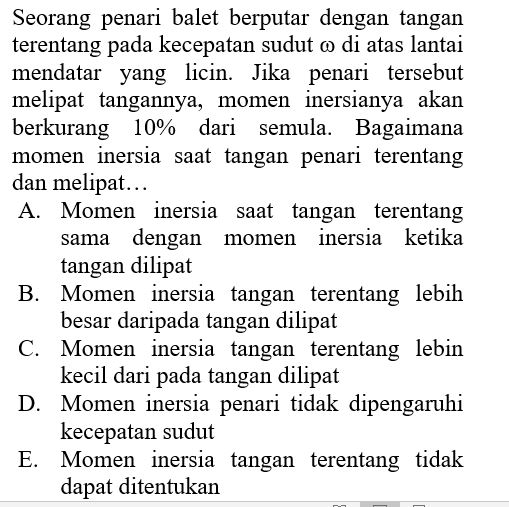 Seorang penari balet berputar dengan tangan
terentang pada kecepatan sudut ω di atas lantai
mendatar yang licin. Jika penari tersebut
melipat tangannya, momen inersianya akan
berkurang 10% dari semula. Bagaimana
momen inersia saat tangan penari terentang
dan melipat…
A. Momen inersia saat tangan terentang
sama dengan momen inersia ketika
tangan dilipat
B. Momen inersia tangan terentang lebih
besar daripada tangan dilipat
C. Momen inersia tangan terentang lebin
kecil dari pada tangan dilipat
D. Momen inersia penari tidak dipengaruhi
kecepatan sudut
E. Momen inersia tangan terentang tidak
dapat ditentukan